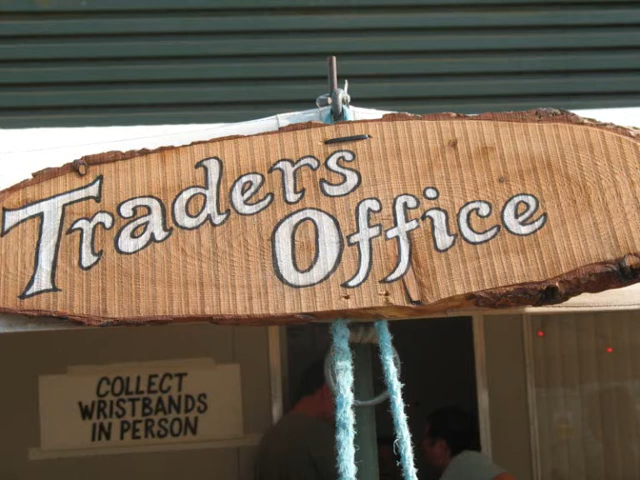 Traders
Office
COLLECT
WRISTBANDS
IN PERSON